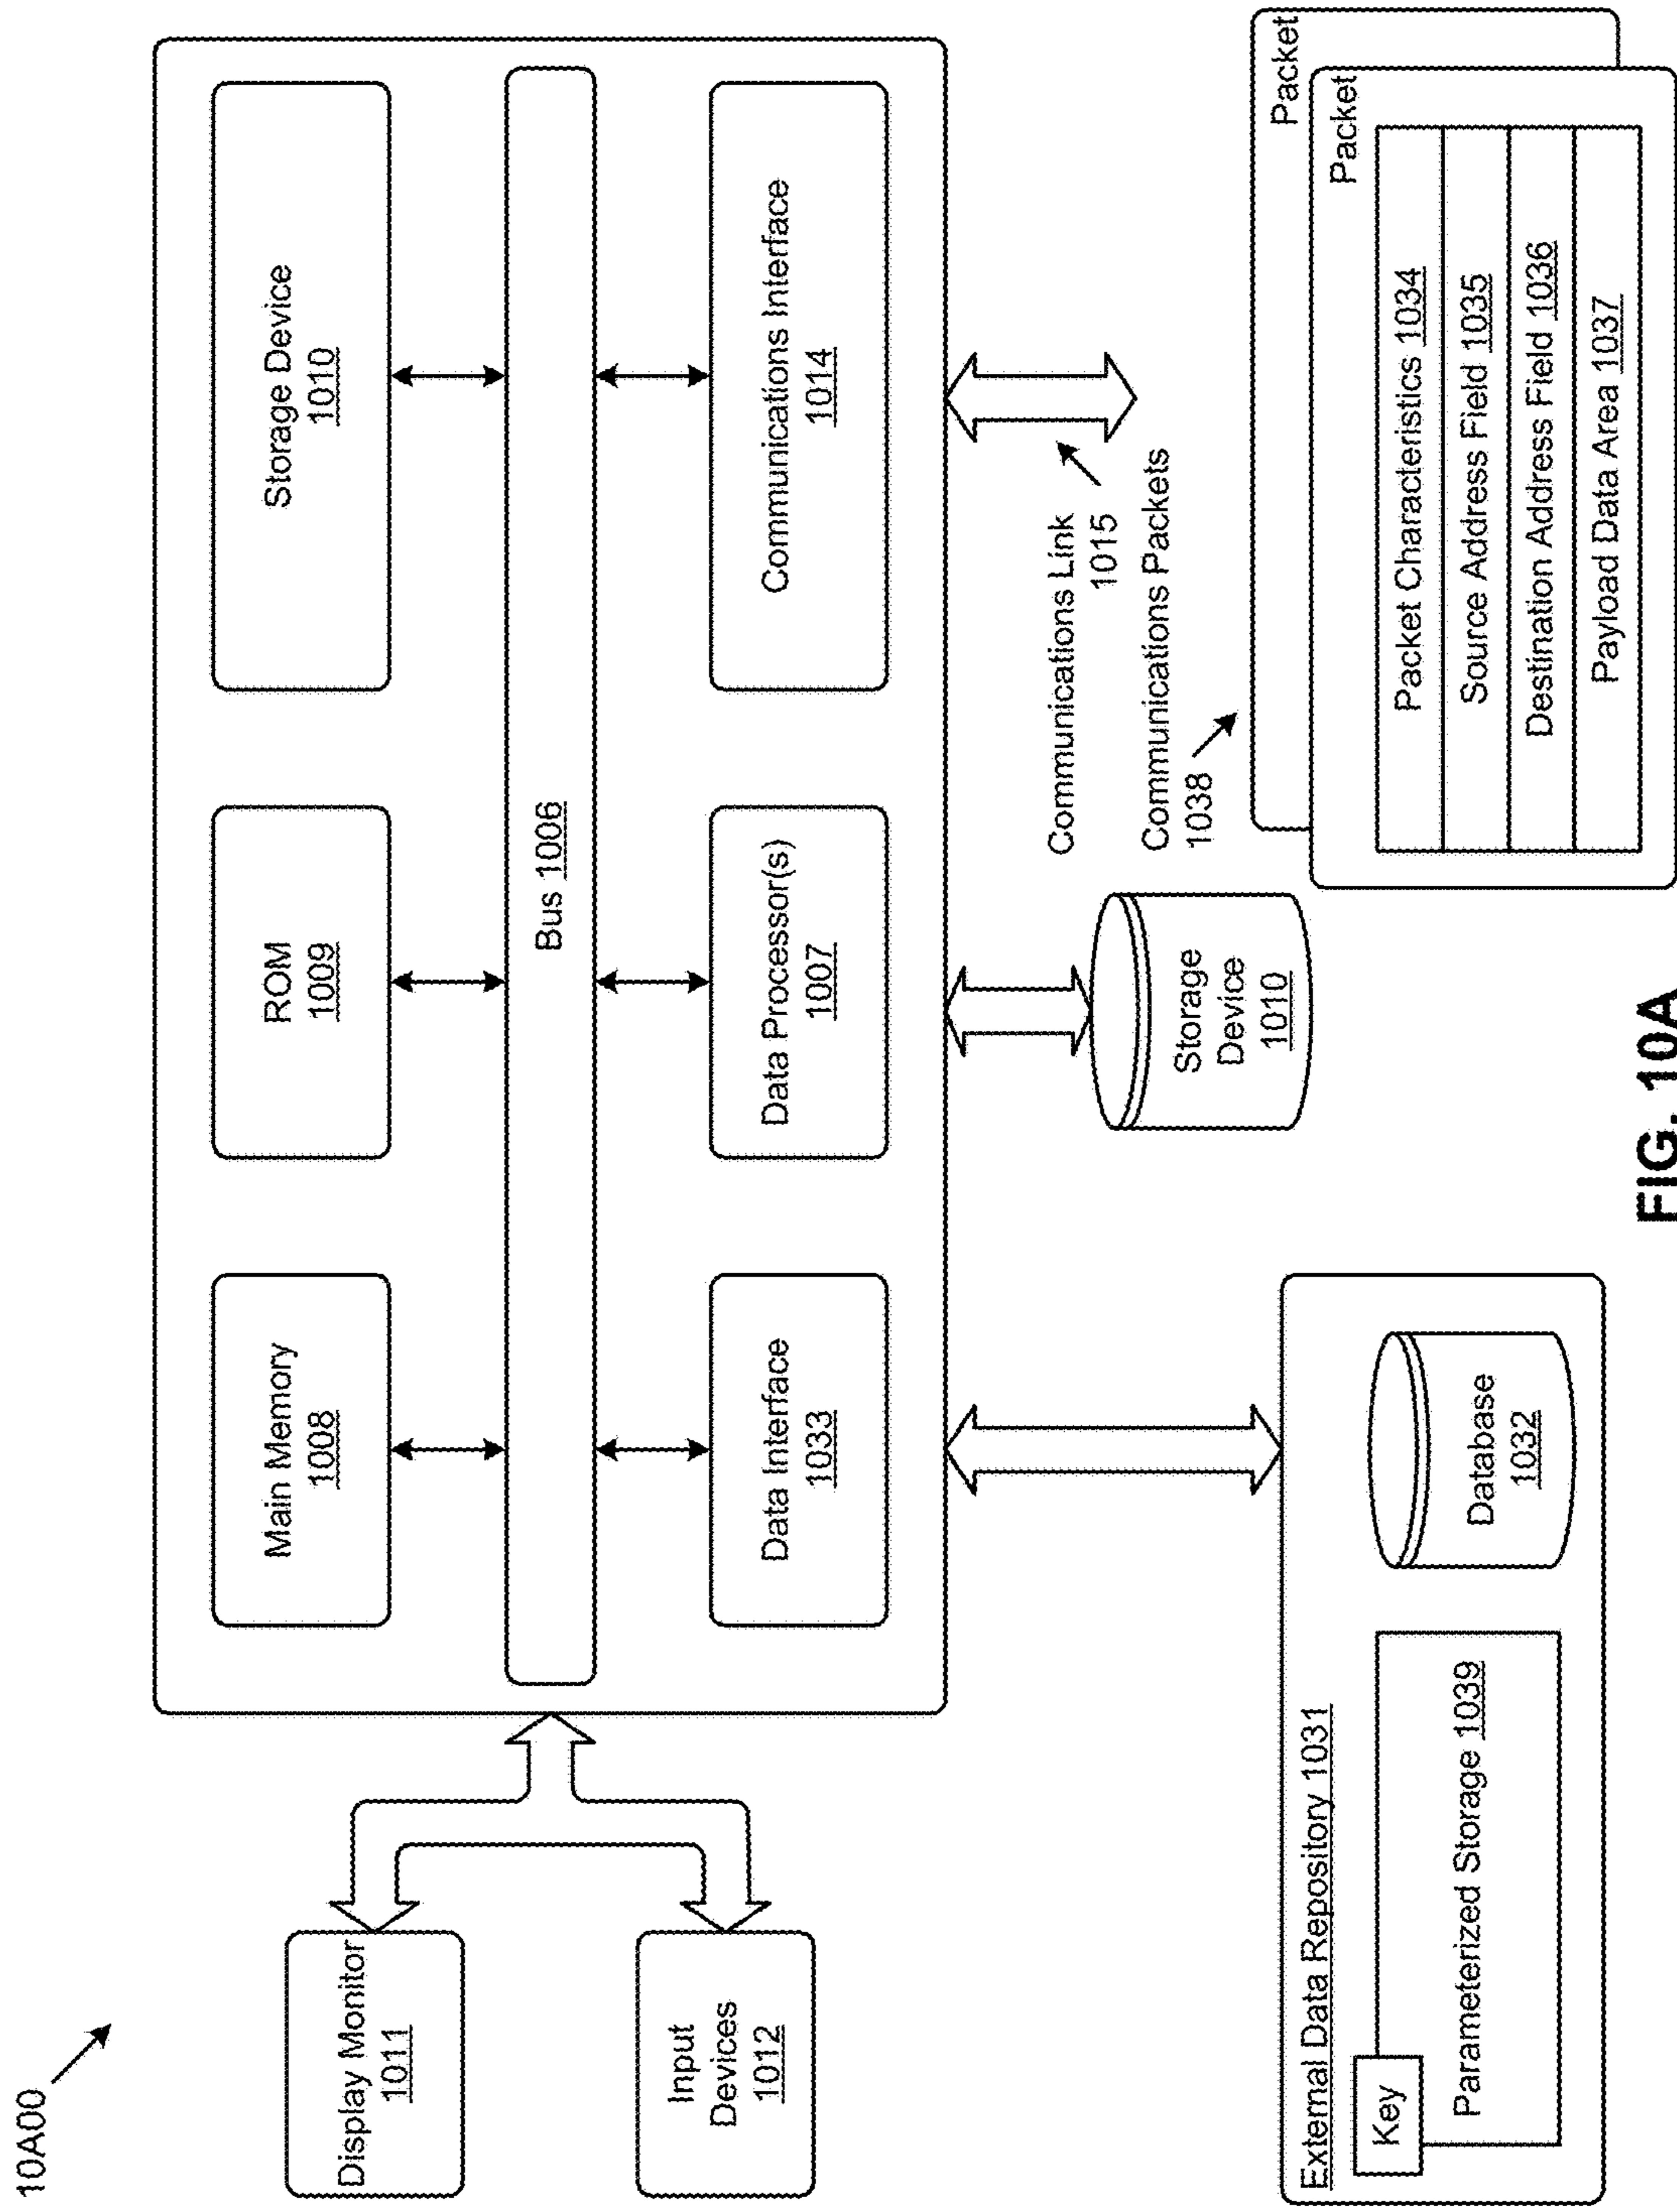 10A00
Main Memory
1008
ROM
1009
Storage Device
1010
Display Monitor
1011
Bus 1006
Input
Devices
1012
Data Interface
1033
Data Processor(s)
1007
Communications Interface
1014
Communications Link
1015
Storage
Device
1010
Communications Packets
1038
External Data Repository 1031
Key
Parameterized Storage 1039
Database
1032
Packet
Packet
Packet Characteristics 1034
Source Address Field 1035
Destination Address Field 1036
Payload Data Area 1037
FIG. 10A